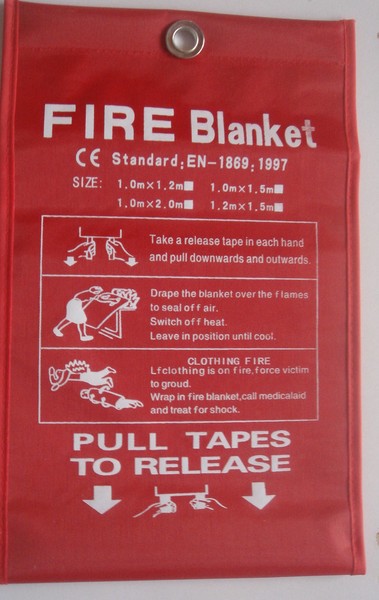 FIRE Blanket
CE Standard: EN-1869: 1997
SIZE: 1.0m×1.2m■ 1.0m×1.5m■
1.0m×2.0m■ 1.2m×1.5m■
Take a release tape in each hand
and pull downwards and outwards.
Drape the blanket over the flames
to seal off air.
Switch off heat.
Leave in position until cool.
CLOTHING FIRE
Lfclothing is on fire,force victim
to groud.
Wrap in fire blanket,call medicalaid
and treat for shock.
PULL TAPES
TO RELEASE